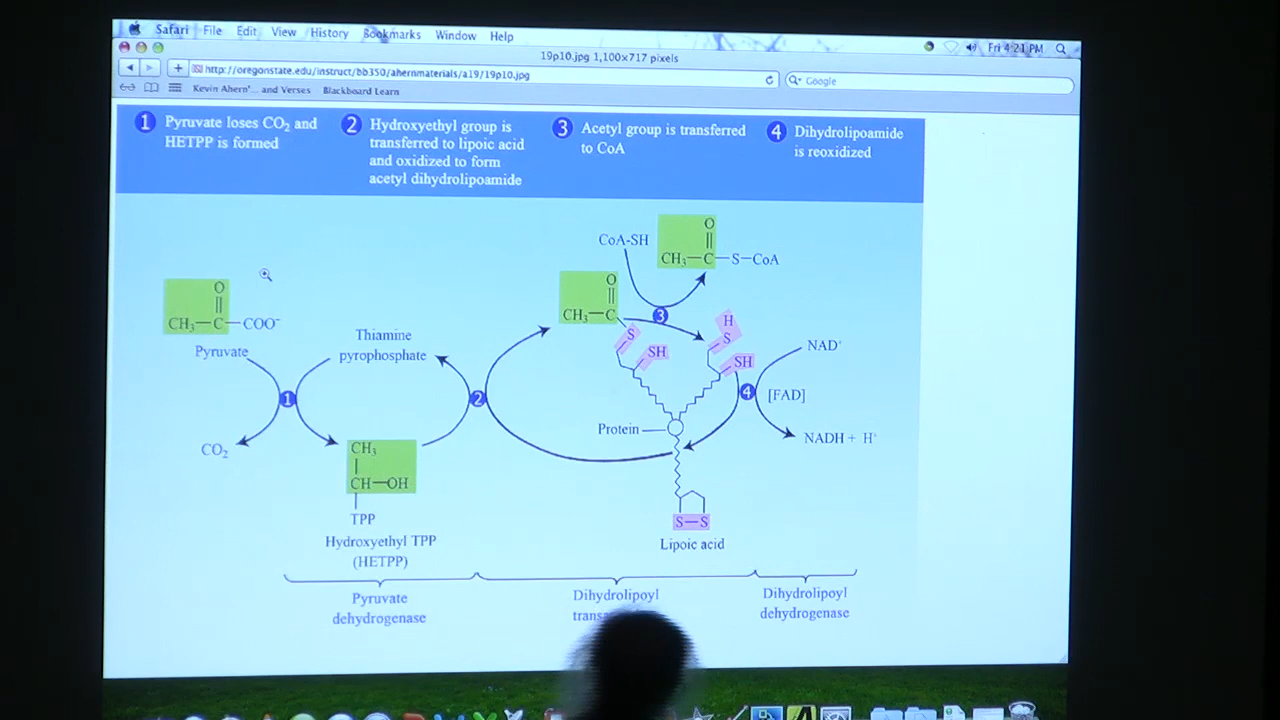 Safari File Edit View History Bookmarks Window Help
Fri 4:21 PM
19p10.jpg 1,100×717 pixels
http://oregonstate.edu/instruct/bb350/ahernmaterials/a19/19p10.jpg
Google
Kevin Ahern'... and Verses Blackboard Learn
1 Pyruvate loses CO₂ and
HETPP is formed
2 Hydroxyethyl group is
transferred to lipoic acid
and oxidized to form
acetyl dihydrolipoamide
3 Acetyl group is transferred
to CoA
4 Dihydrolipoamide
is reoxidized
O
CoA-SH
CH₃—C—S—CoA
O
CH₃—C
O
CH₃—C—COO⁻
Pyruvate
3
H
S
S
SH
SH
Thiamine
pyrophosphate
NAD⁺
1
2
4
[FAD]
Protein
NADH + H⁺
CO₂
CH₃
CH—OH
TPP
S—S
Hydroxyethyl TPP
(HETPP)
Lipoic acid
Pyruvate
dehydrogenase
Dihydrolipoyl
Dihydrolipoyl
dehydrogenase